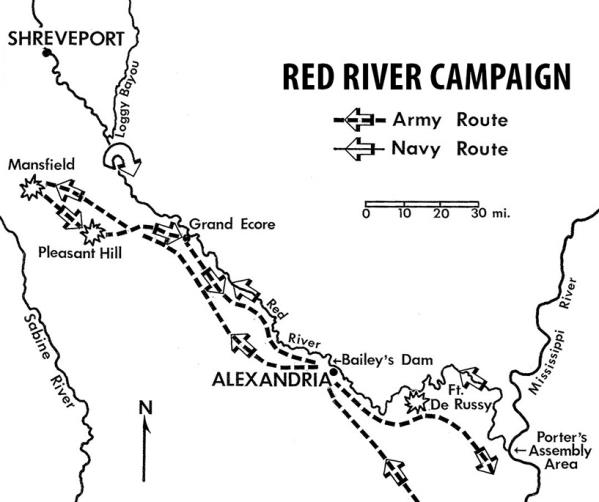 SHREVEPORT
RED RIVER CAMPAIGN
Loggy Bayou
Army Route
Navy Route
Mansfield
0 10 20 30 mi.
Grand Ecore
Pleasant Hill
Red
River
Mississippi River
Sabine River
←Bailey's Dam
ALEXANDRIA
Ft.
De Russy
N
Porter's
←Assembly
Area